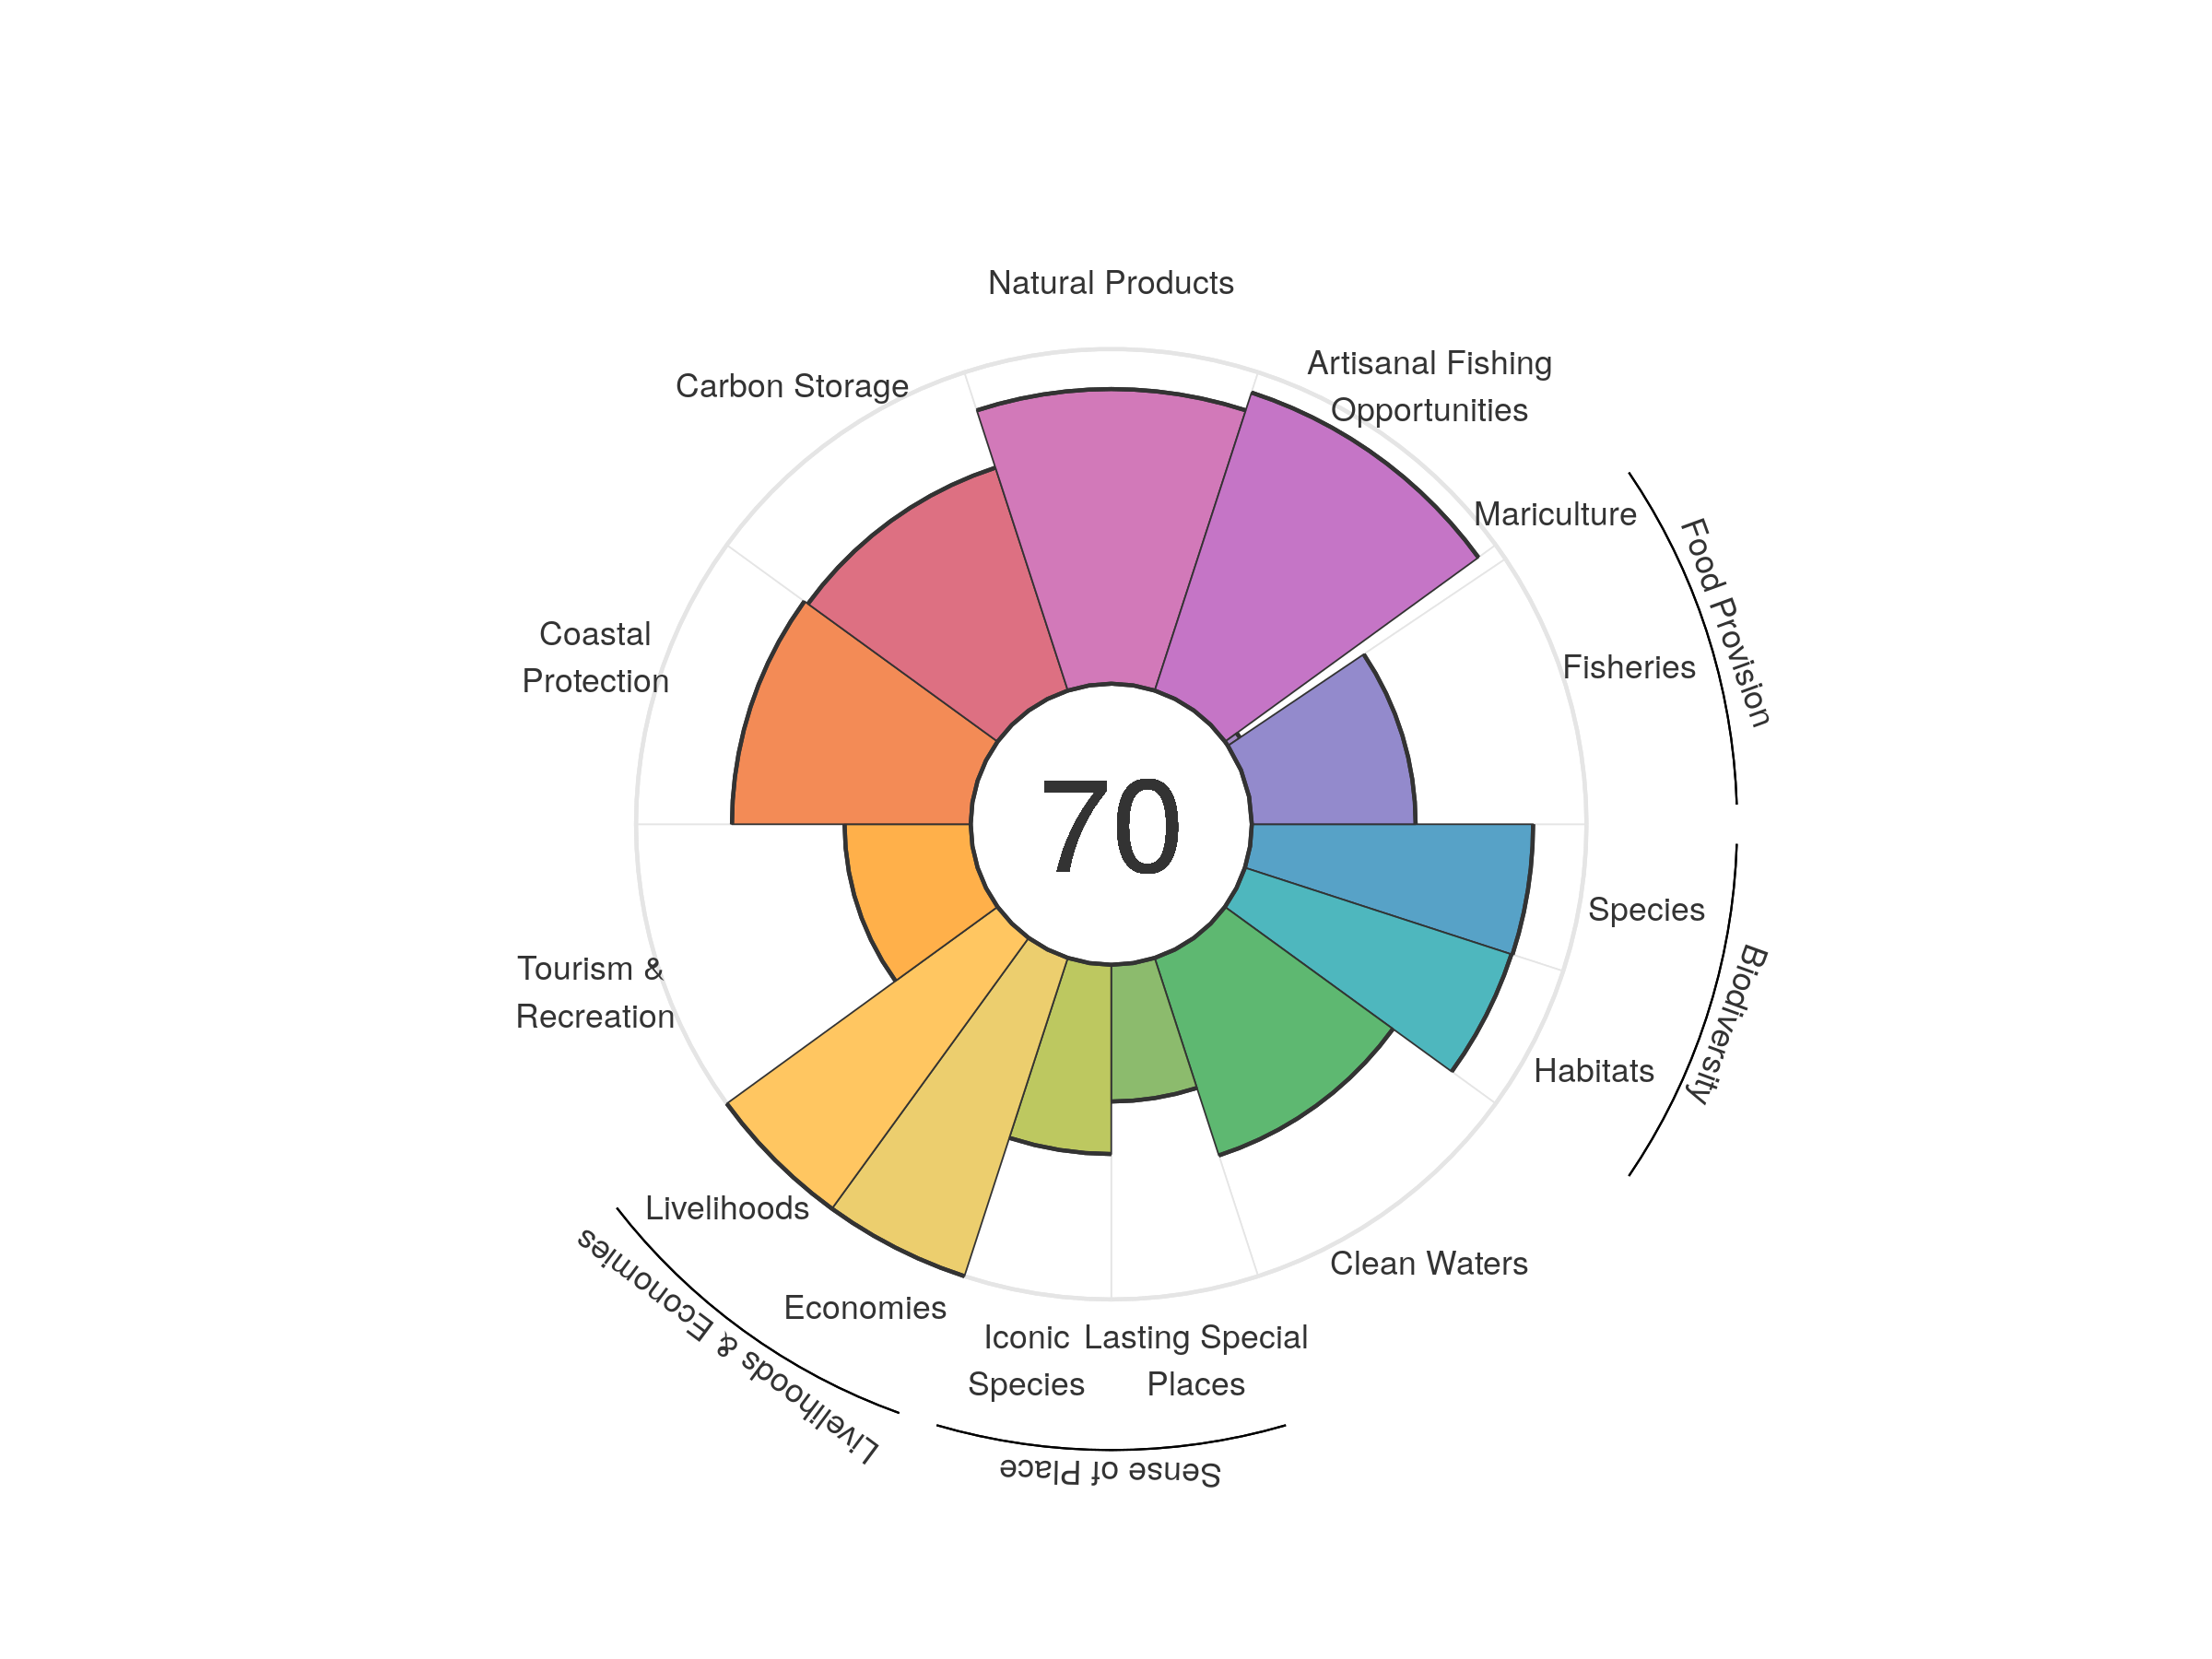 Natural Products
Artisanal Fishing
Opportunities
Carbon Storage
Mariculture
Food Provision
Fisheries
Coastal
Protection
70
Species
Biodiversity
Tourism &
Recreation
Habitats
Livelihoods
Livelihoods & Economies
Clean Waters
Economies
Iconic
Species
Lasting Special
Places
Sense of Place